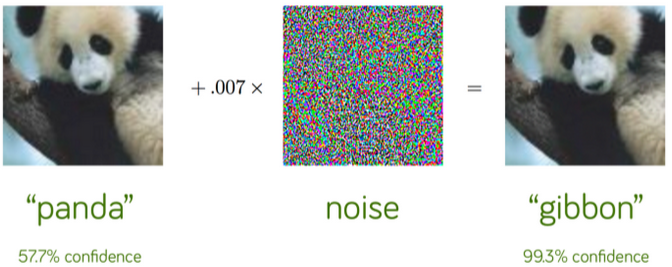 + .007 ×
=
“panda”
noise
“gibbon”
57.7% confidence
99.3% confidence